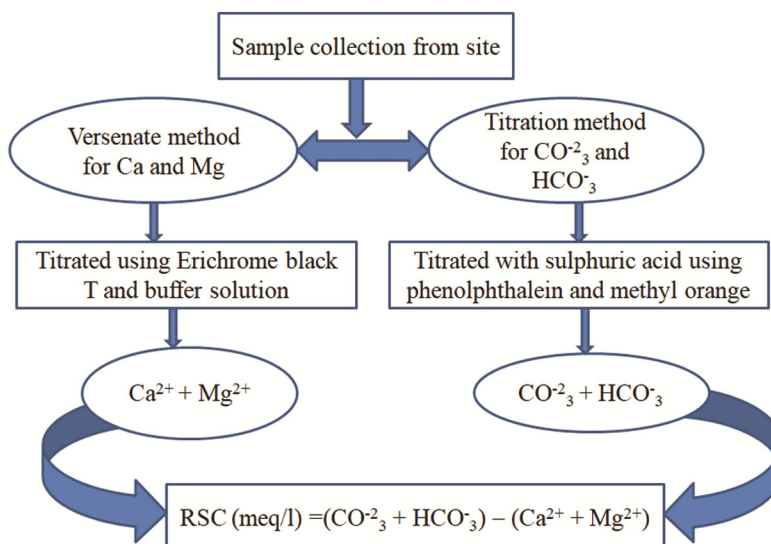 Sample collection from site
Versenate method
for Ca and Mg
Titration method
for CO⁻²₃ and
HCO⁻₃
Titrated using Erichrome black
T and buffer solution
Titrated with sulphuric acid using
phenolphthalein and methyl orange
Ca²⁺ + Mg²⁺
CO⁻²₃ + HCO⁻₃
RSC (meq/l) =(CO⁻²₃ + HCO⁻₃) – (Ca²⁺ + Mg²⁺)